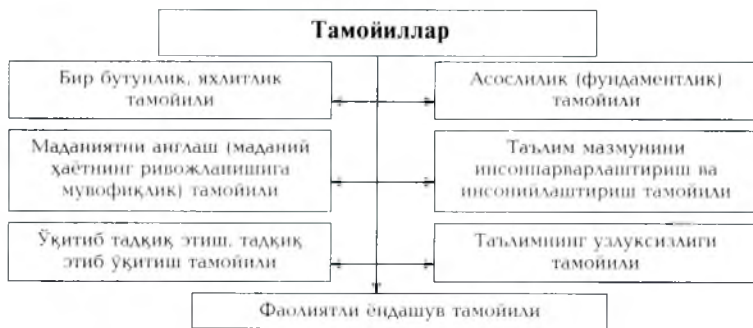 Тамойиллар
Бир бутунлик, яхлитлик
тамойили
Асослилик (фундаментлик)
тамойили
Маданиятни англаш (маданий
ҳаётнинг ривожланишига
мувофиқлик) тамойили
Таълим мазмунини
инсонпарварлаштириш ва
инсонийлаштириш тамойили
Ўқитиб тадқиқ этиш, тадқиқ
этиб ўқитиш тамойили
Таълимнинг узлуксизлиги
тамойили
Фаолиятли ёндашув тамойили